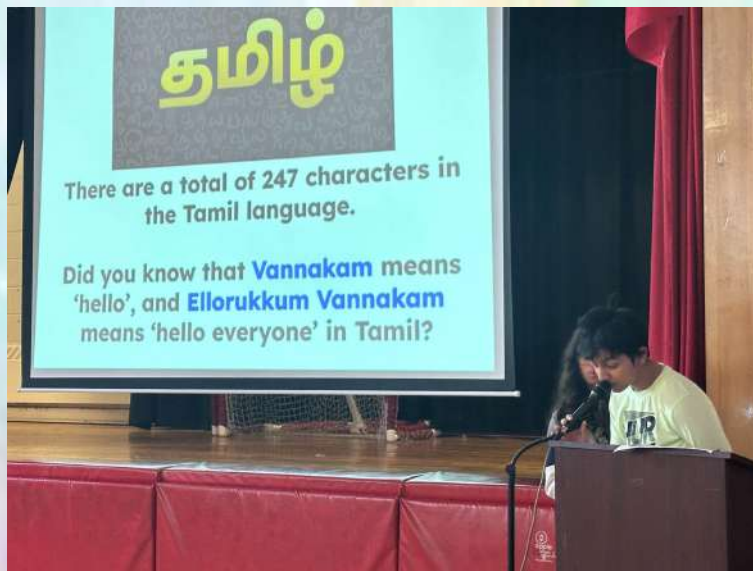 தமிழ்
There are a total of 247 characters in
the Tamil language.
Did you know that Vannakam means
‘hello’, and Ellorukkum Vannakam
means ‘hello everyone’ in Tamil?